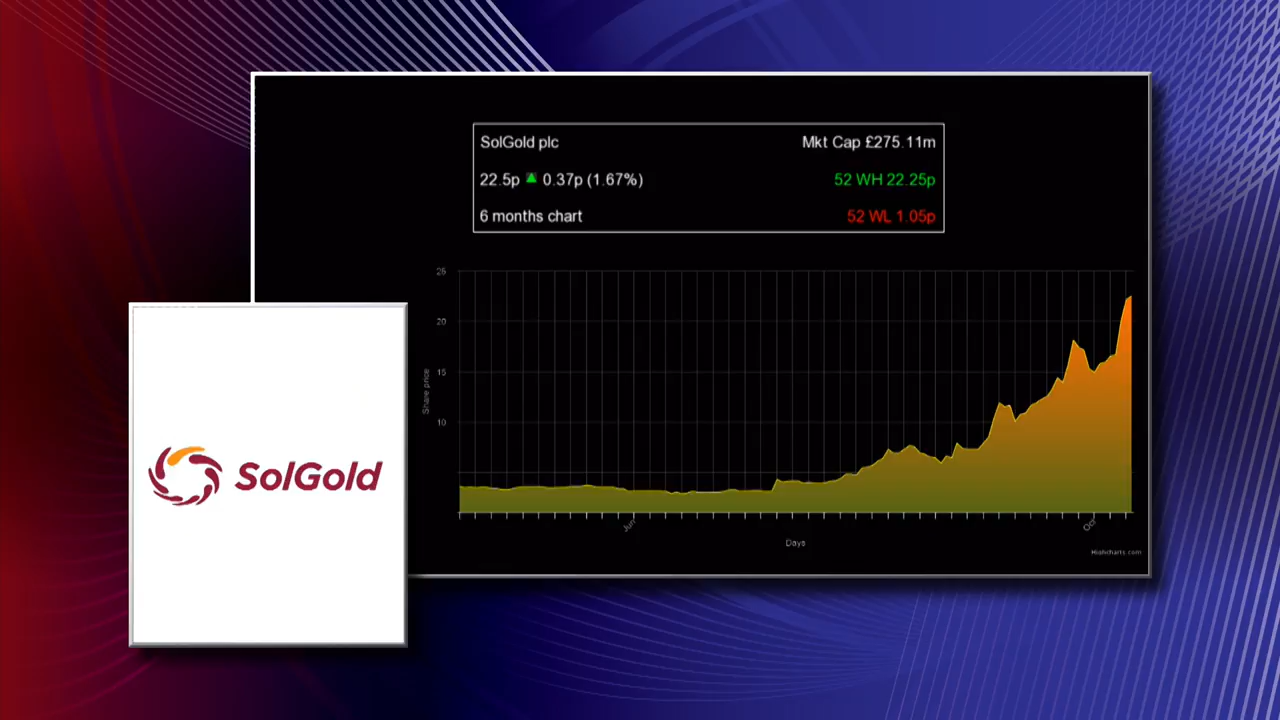 SolGold plc
Mkt Cap £275.11m
22.5p ▲ 0.37p (1.67%)
52 WH 22.25p
6 months chart
52 WL 1.05p
25
20
15
10
Share price
Jun
Oct
Days
Highcharts.com
SolGold